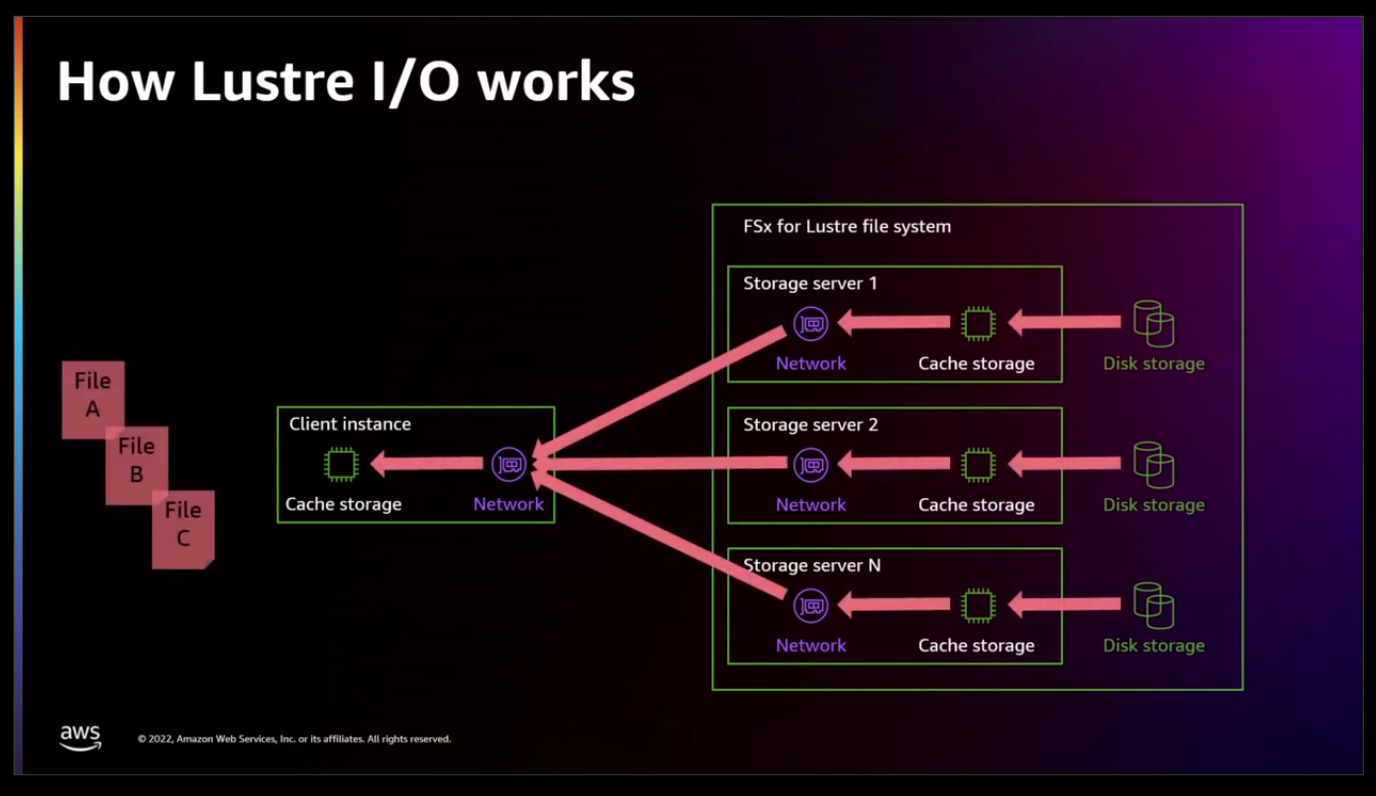 How Lustre I/O works
FSx for Lustre file system
Storage server 1
Network
Cache storage
Disk storage
File
A
File
B
File
C
Client instance
Cache storage
Network
Storage server 2
Network
Cache storage
Disk storage
Storage server N
Network
Cache storage
Disk storage
aws
© 2022, Amazon Web Services, Inc. or its affiliates. All rights reserved.